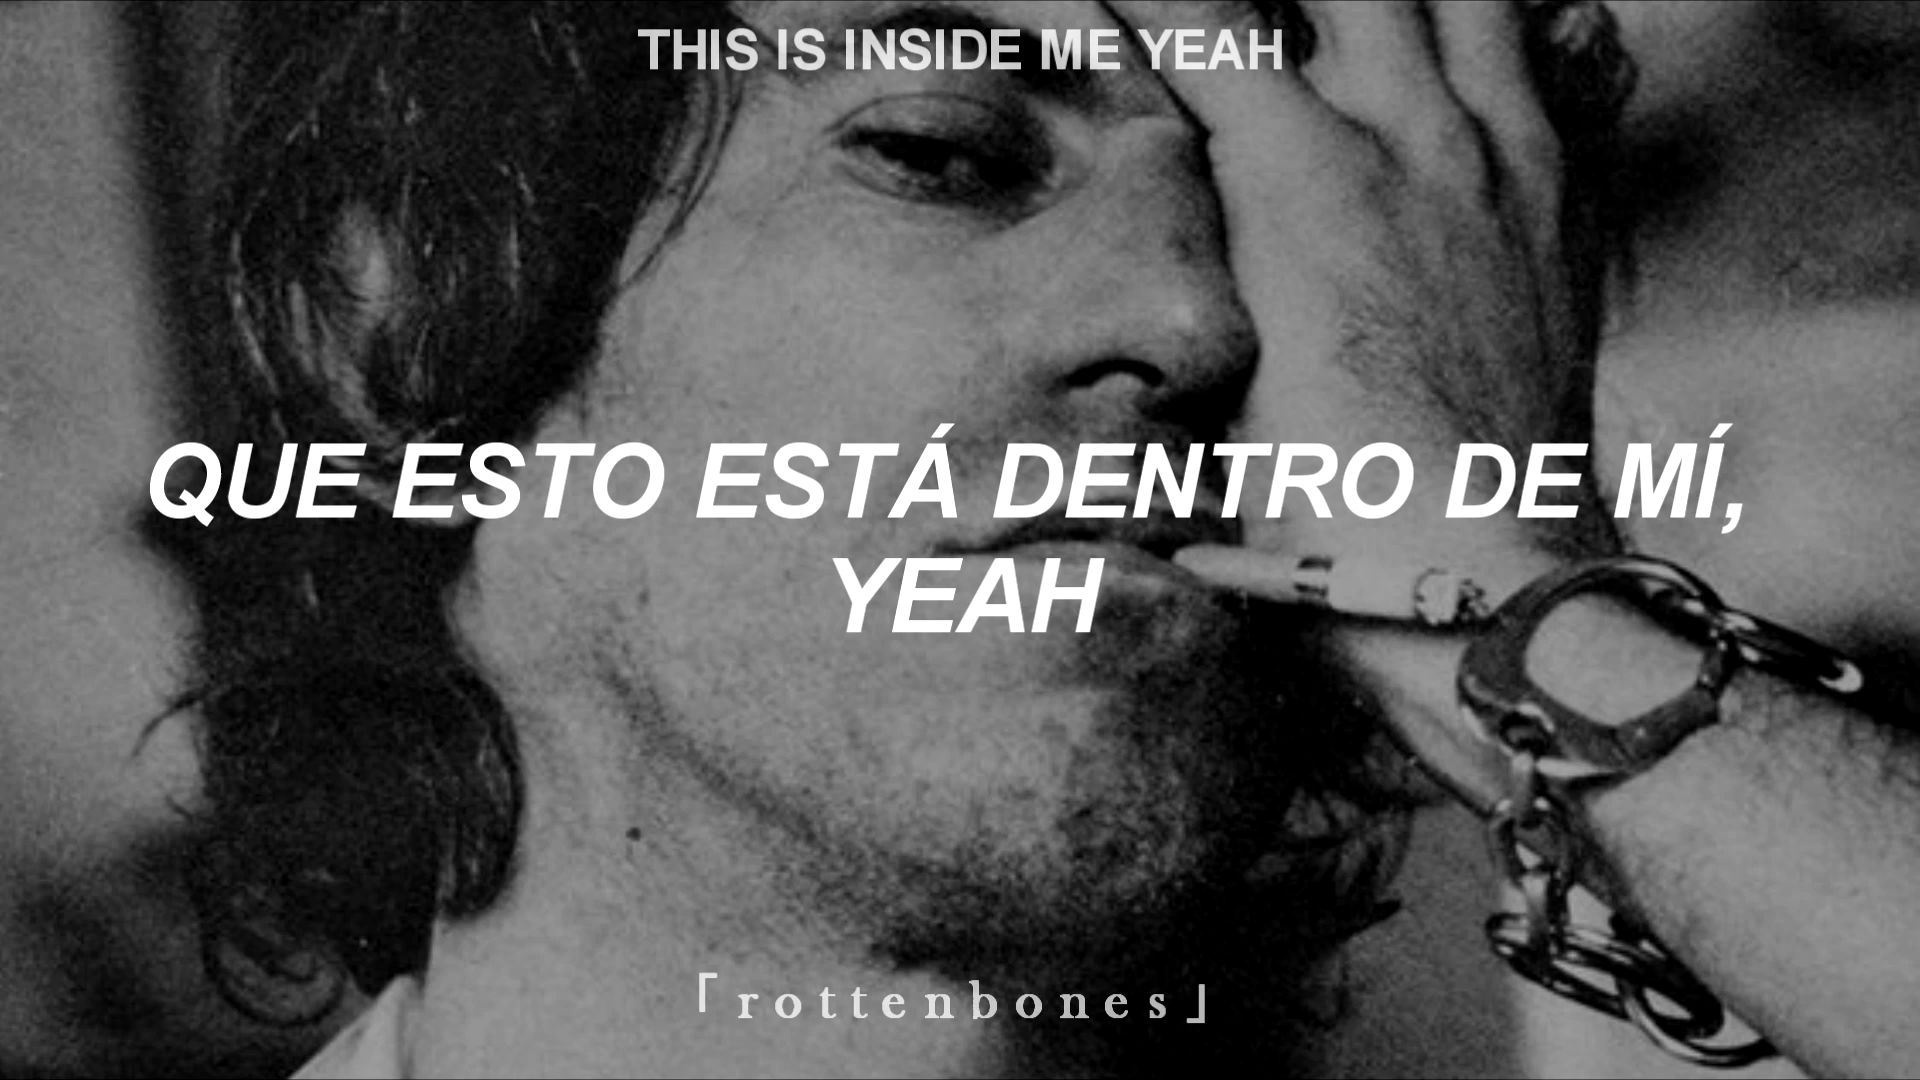 THIS IS INSIDE ME YEAH
QUE ESTO ESTÁ DENTRO DE MÍ,
YEAH
「rottenbones」